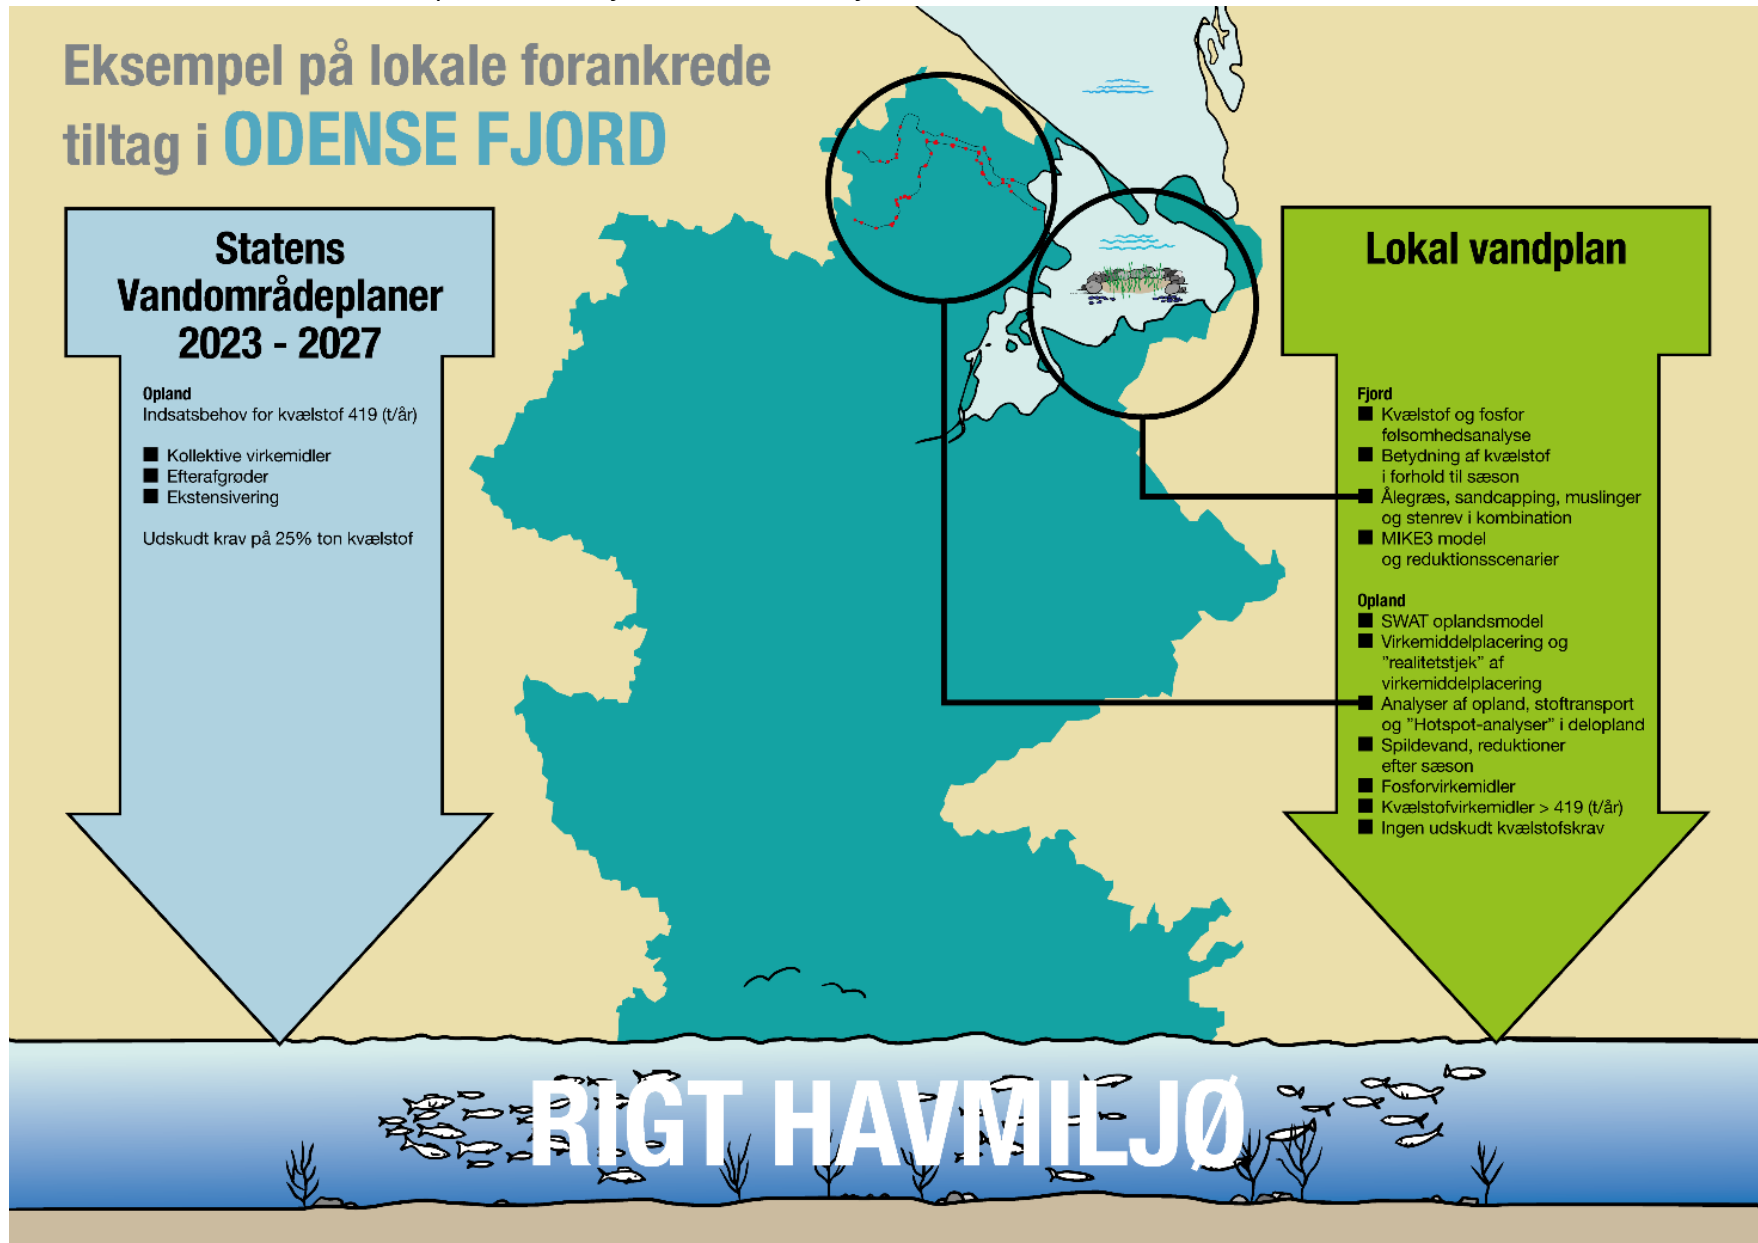 Eksempel på lokale forankrede
tiltag i ODENSE FJORD
Statens
Vandområdeplaner
2023 - 2027
Opland
Indsatsbehov for kvælstof 419 (t/år)
Kollektive virkemidler
Efterafgrøder
Ekstensivering
Udskudt krav på 25% ton kvælstof
Lokal vandplan
Fjord
Kvælstof og fosfor
følsomhedsanalyse
Betydning af kvælstof
i forhold til sæson
Ålegræs, sandcapping, muslinger
og stenrev i kombination
MIKE3 model
og reduktionsscenarier
Opland
SWAT oplandsmodel
Virkemiddelplacering og
”realitetstjek” af
virkemiddelplacering
Analyser af opland, stoftransport
og ”Hotspot-analyser” i delopland
Spildevand, reduktioner
efter sæson
Fosforvirkemidler
Kvælstofvirkemidler > 419 (t/år)
Ingen udskudt kvælstofskrav
RIGT HAVMILJØ